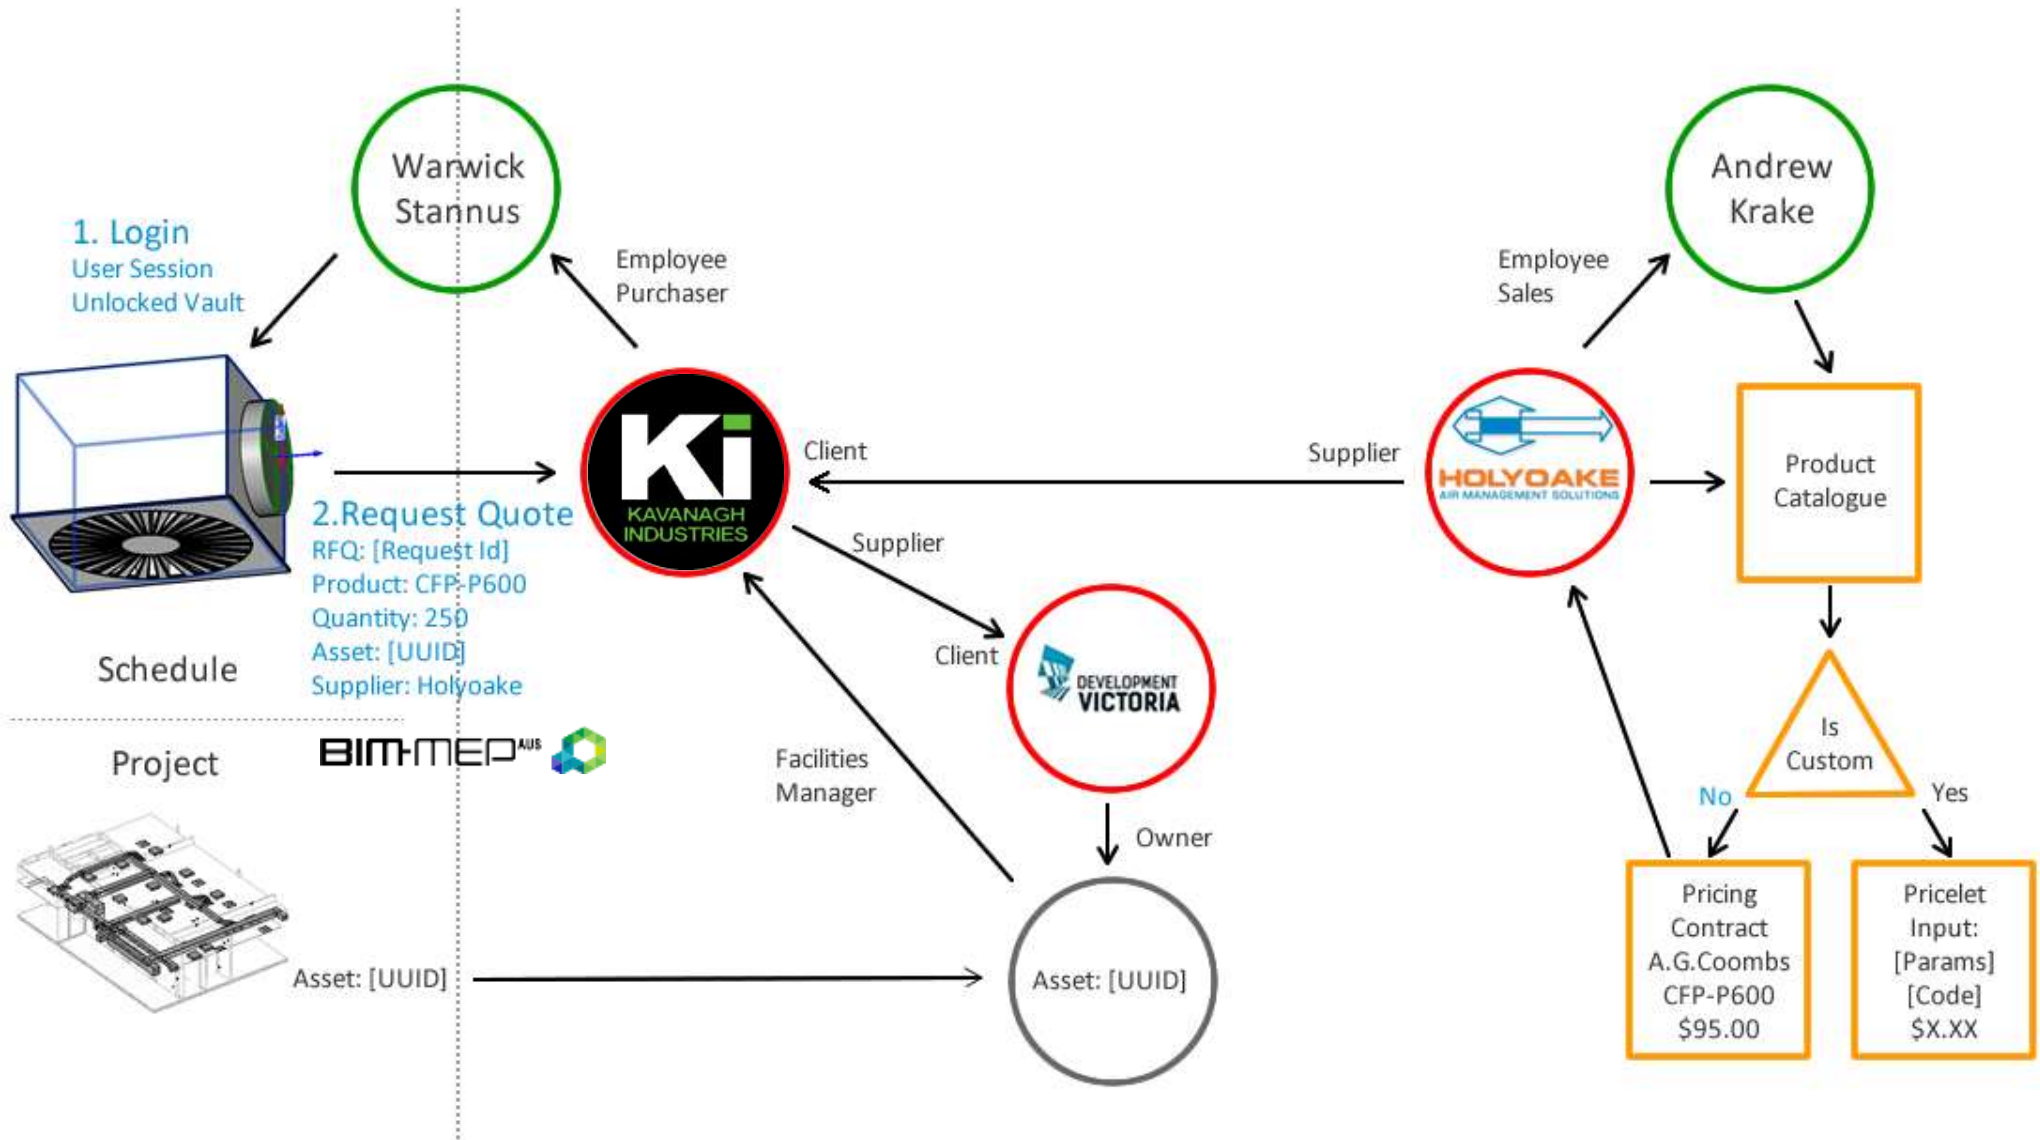 Warwick
Stannus
Andrew
Krake
1. Login
User Session
Unlocked Vault
Employee
Purchaser
Employee
Sales
Ki
KAVANAGH
INDUSTRIES
Client
Supplier
HOLYOAKE
AIR MANAGEMENT SOLUTIONS
Product
Catalogue
2.Request Quote
RFQ: [Request Id]
Product: CFP-P600
Quantity: 250
Asset: [UUID]
Supplier: Holyoake
Supplier
Client
DEVELOPMENT
VICTORIA
Schedule
Project
BIM-MEP AUS
Facilities
Manager
Owner
Is
Custom
No
Yes
Asset: [UUID]
Asset: [UUID]
Pricing
Contract
A.G.Coombs
CFP-P600
$95.00
Pricelet
Input:
[Params]
[Code]
$X.XX